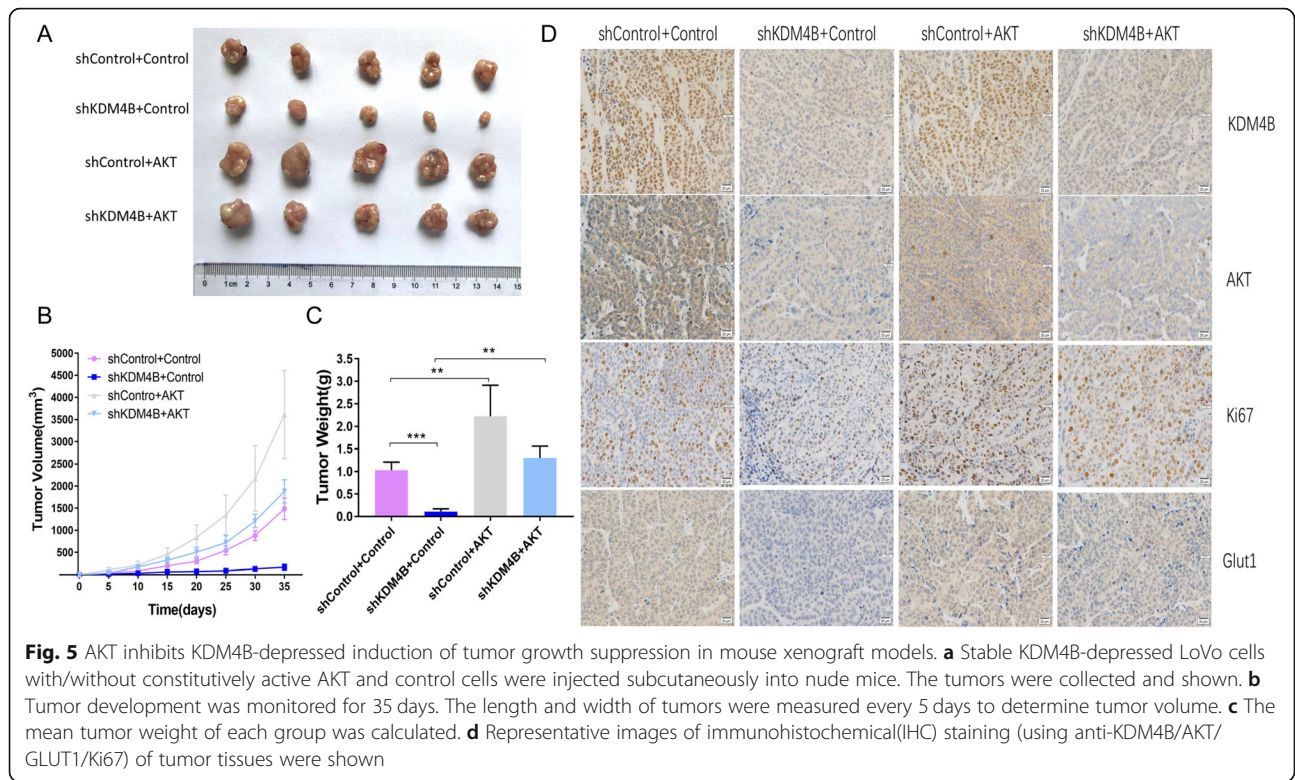 A
shControl+Control
shKDM4B+Control
shControl+AKT
shKDM4B+AKT
0 1cm 2 3 4 5 6 7 8 9 10 11 12 13 14 15
B
shControl+Control
shKDM4B+Control
shContro+AKT
shKDM4B+AKT
Tumor Volume(mm3)
5000
4500
4000
3500
3000
2500
2000
1500
1000
500
0 5 10 15 20 25 30 35
Time(days)
C
Tumor Weight(g)
3.5
3.0
2.5
2.0
1.5
1.0
0.5
0.0
**
**
***
shControl+Control
shKDM4B+Control
shControl+AKT
shKDM4B+AKT
D
shControl+Control shKDM4B+Control shControl+AKT shKDM4B+AKT
KDM4B
AKT
Ki67
Glut1
Fig. 5 AKT inhibits KDM4B-depressed induction of tumor growth suppression in mouse xenograft models. a Stable KDM4B-depressed LoVo cells
with/without constitutively active AKT and control cells were injected subcutaneously into nude mice. The tumors were collected and shown. b
Tumor development was monitored for 35 days. The length and width of tumors were measured every 5 days to determine tumor volume. c The
mean tumor weight of each group was calculated. d Representative images of immunohistochemical(IHC) staining (using anti-KDM4B/AKT/
GLUT1/Ki67) of tumor tissues were shown